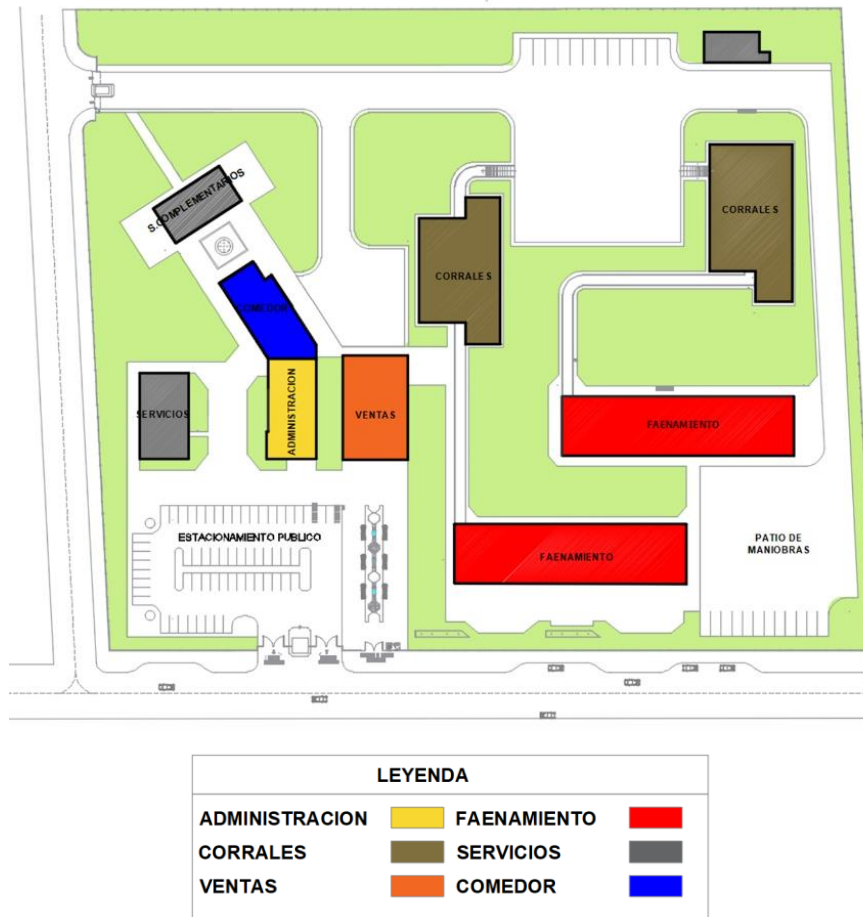 S.COMPLEMENTARIOS
CORRALES
CORRALES
COMEDOR
SERVICIOS
ADMINISTRACION
VENTAS
FAENAMIENTO
ESTACIONAMIENTO PUBLICO
FAENAMIENTO
PATIO DE
MANIOBRAS
LEYENDA
ADMINISTRACION FAENAMIENTO
CORRALES SERVICIOS
VENTAS COMEDOR